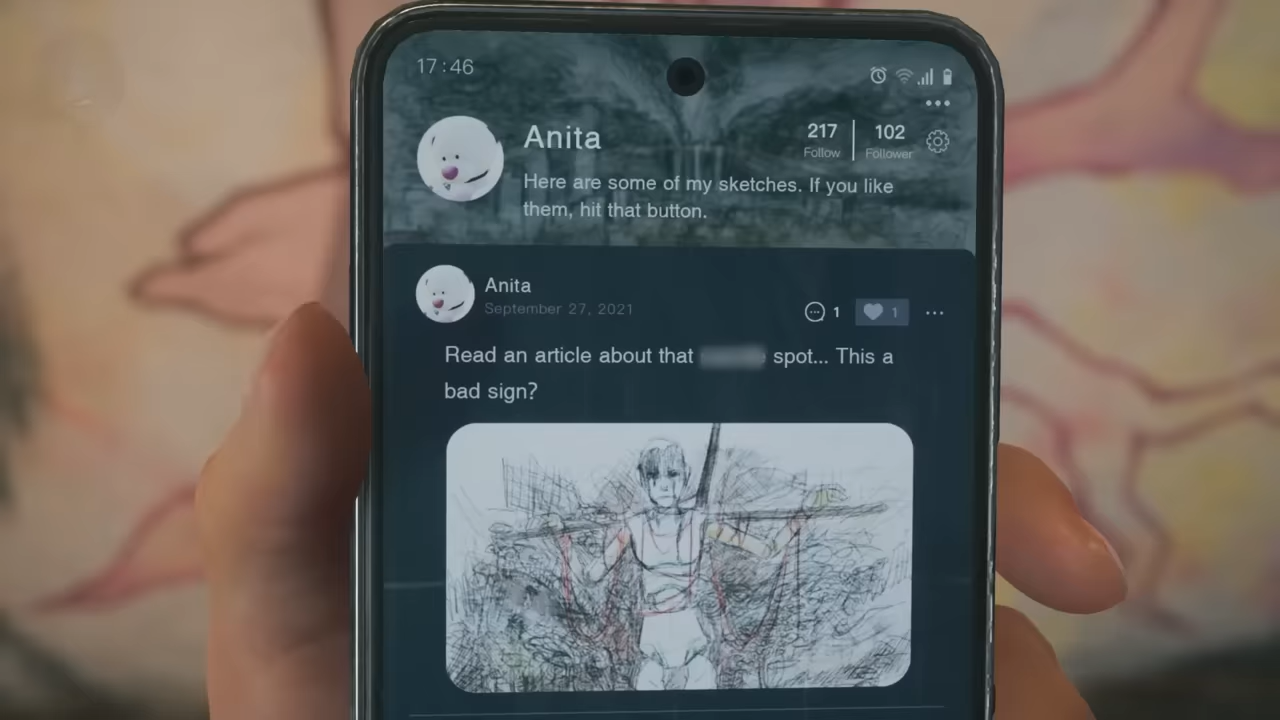 17:46
Anita
217
Follow
102
Follower
Here are some of my sketches. If you like
them, hit that button.
Anita
September 27, 2021
1
1
Read an article about that spot... This a
bad sign?